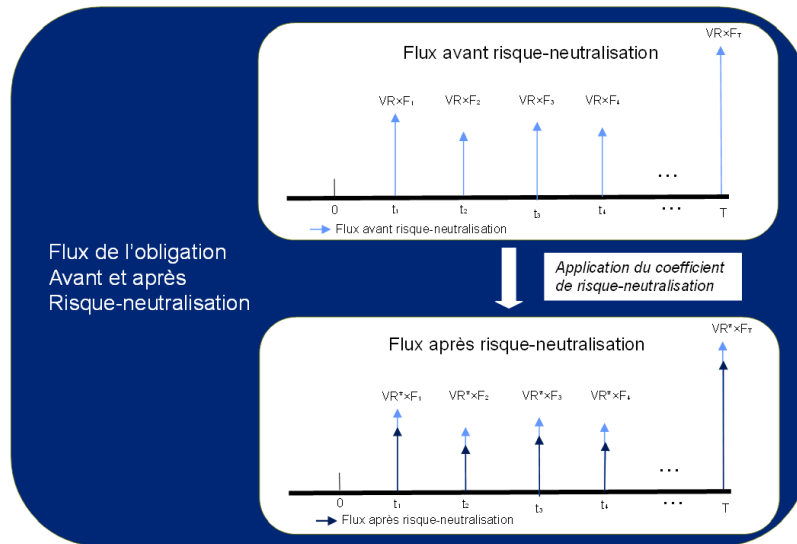 Flux avant risque-neutralisation
VR×F_T
VR×F₁ VR×F₂ VR×F₃ VR×F₄
...
0 t₁ t₂ t₃ t₄ ... T
Flux avant risque-neutralisation
Flux de l'obligation
Avant et après
Risque-neutralisation
Application du coefficient
de risque-neutralisation
Flux après risque-neutralisation
VR*×F_T
VR*×F₁ VR*×F₂ VR*×F₃ VR*×F₄
...
0 t₁ t₂ t₃ t₄ ... T
Flux après risque-neutralisation